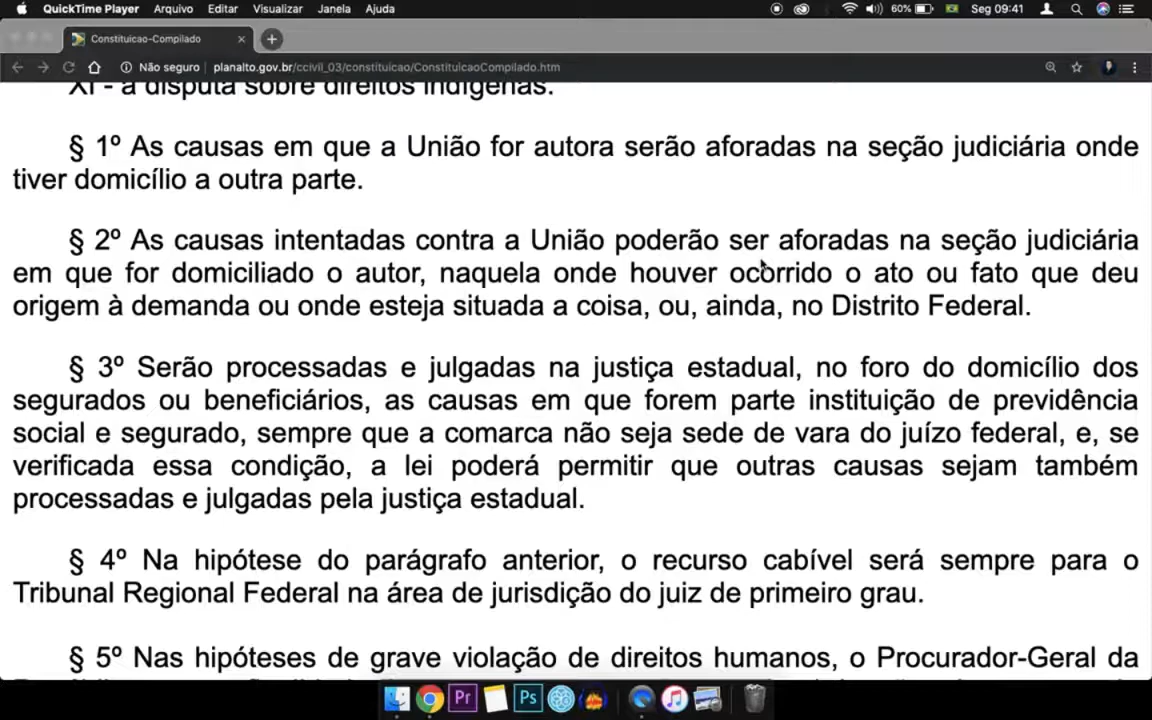 QuickTime Player Arquivo Editar Visualizar Janela Ajuda 60% Seg 09:41
Constituicao-Compilado
Não seguro planalto.gov.br/ccivil_03/constituicao/ConstituicaoCompilado.htm
XI - a disputa sobre direitos indígenas.
§ 1º As causas em que a União for autora serão aforadas na seção judiciária onde
tiver domicílio a outra parte.
§ 2º As causas intentadas contra a União poderão ser aforadas na seção judiciária
em que for domiciliado o autor, naquela onde houver ocorrido o ato ou fato que deu
origem à demanda ou onde esteja situada a coisa, ou, ainda, no Distrito Federal.
§ 3º Serão processadas e julgadas na justiça estadual, no foro do domicílio dos
segurados ou beneficiários, as causas em que forem parte instituição de previdência
social e segurado, sempre que a comarca não seja sede de vara do juízo federal, e, se
verificada essa condição, a lei poderá permitir que outras causas sejam também
processadas e julgadas pela justiça estadual.
§ 4º Na hipótese do parágrafo anterior, o recurso cabível será sempre para o
Tribunal Regional Federal na área de jurisdição do juiz de primeiro grau.
§ 5º Nas hipóteses de grave violação de direitos humanos, o Procurador-Geral da
Pr Ps